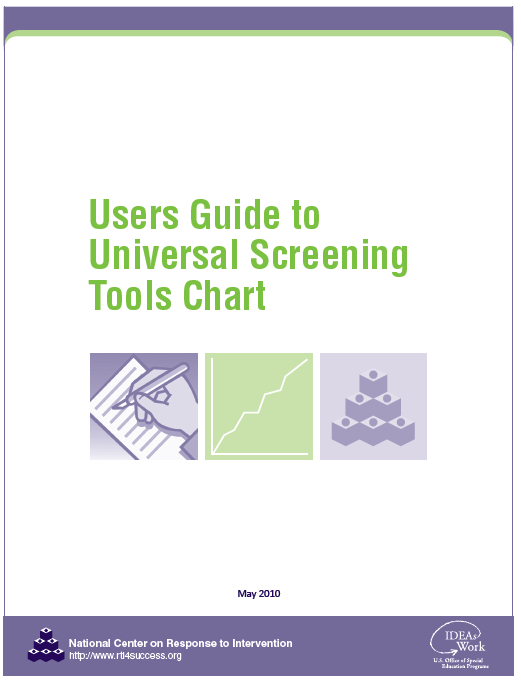 Users Guide to
Universal Screening
Tools Chart
May 2010
National Center on Response to Intervention
http://www.rti4success.org
IDEAs
Work
U.S. Office of Special
Education Programs